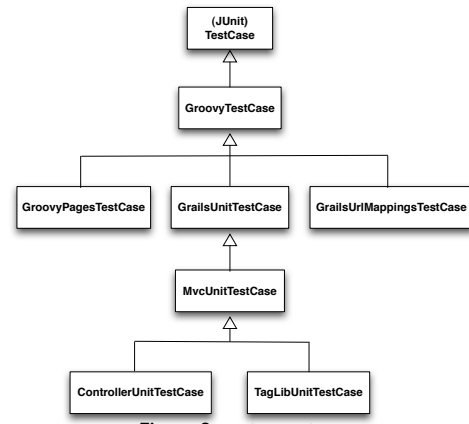 (JUnit)
TestCase
GroovyTestCase
GroovyPagesTestCase
GrailsUnitTestCase
GrailsUrlMappingsTestCase
MvcUnitTestCase
ControllerUnitTestCase
TagLibUnitTestCase